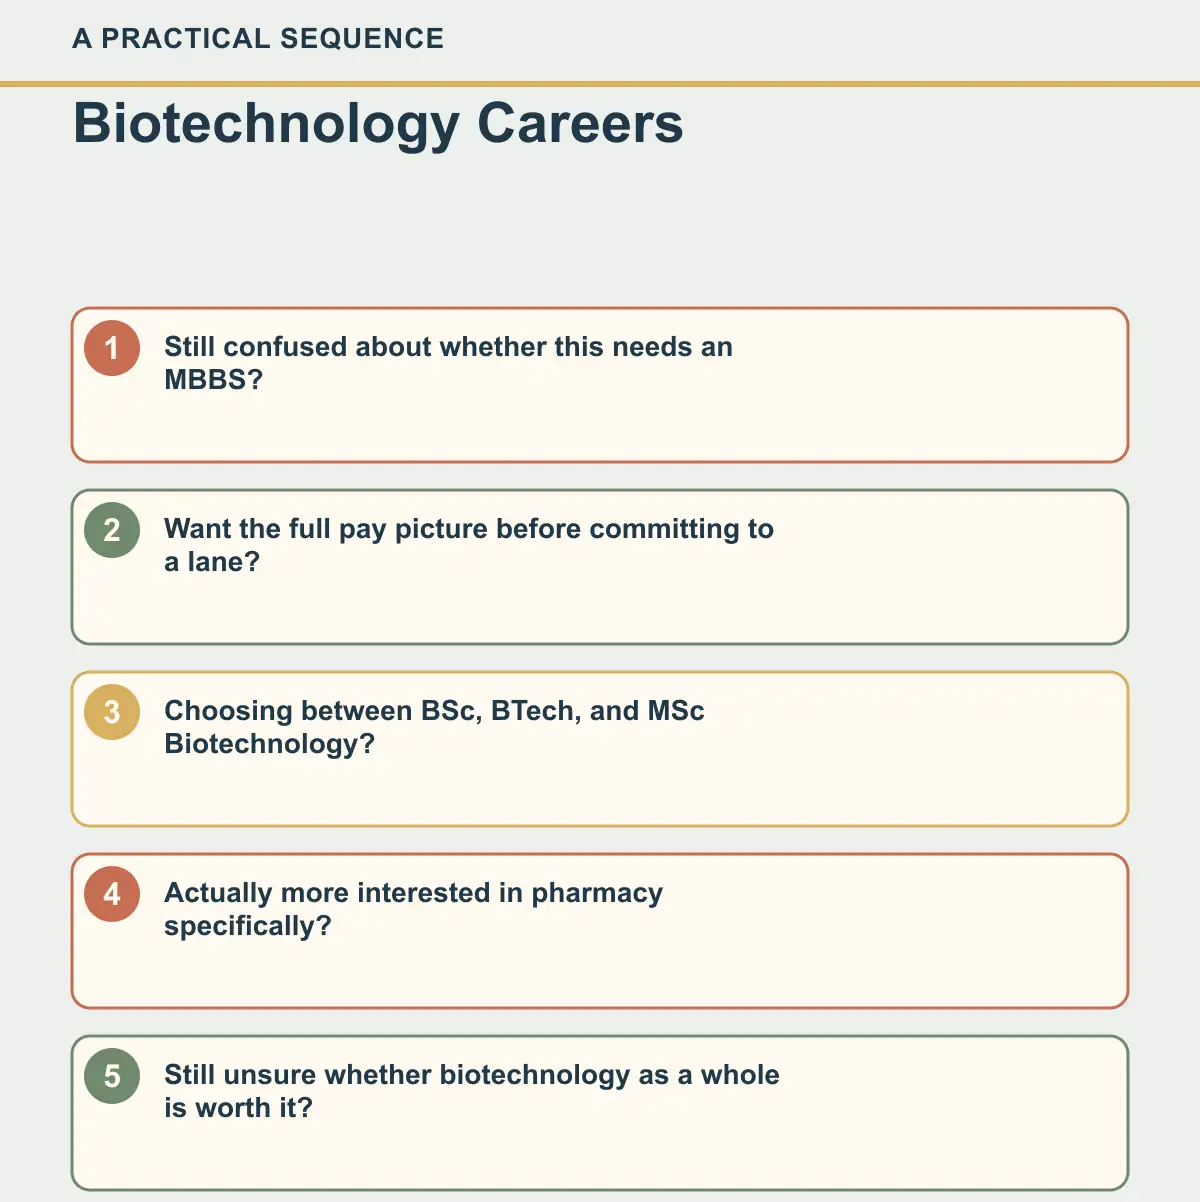 A PRACTICAL SEQUENCE
Biotechnology Careers
1
Still confused about whether this needs an
MBBS?
2
Want the full pay picture before committing to
a lane?
3
Choosing between BSc, BTech, and MSc
Biotechnology?
4
Actually more interested in pharmacy
specifically?
5
Still unsure whether biotechnology as a whole
is worth it?